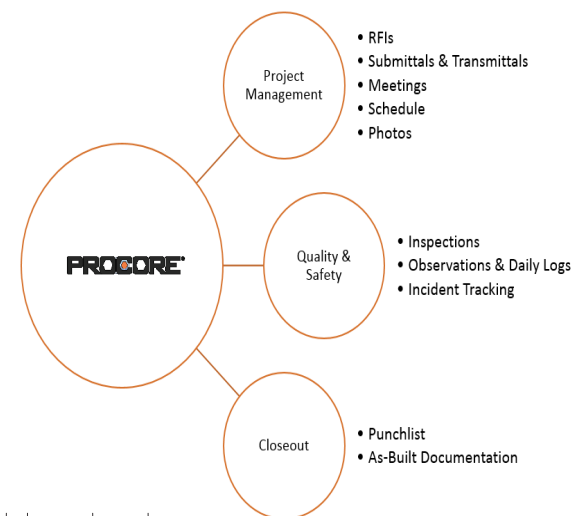 Project
Management
• RFIs
• Submittals & Transmittals
• Meetings
• Schedule
• Photos
PROCORE
Quality &
Safety
• Inspections
• Observations & Daily Logs
• Incident Tracking
Closeout
• Punchlist
• As-Built Documentation